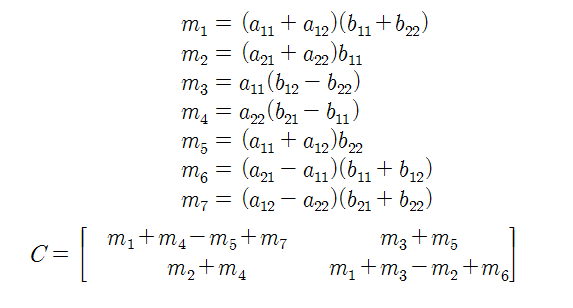 m₁ = (a₁₁ + a₁₂)(b₁₁+b₂₂)
m₂ = (a₂₁ + a₂₂)b₁₁
m₃ = a₁₁(b₁₂ − b₂₂)
m₄ = a₂₂(b₂₁ − b₁₁)
m₅ = (a₁₁ + a₁₂)b₂₂
m₆ = (a₂₁ − a₁₁)(b₁₁ + b₁₂)
m₇ = (a₁₂ − a₂₂)(b₂₁ + b₂₂)
C = [ m₁+m₄−m₅+m₇ m₃+m₅
m₂+m₄ m₁+m₃−m₂+m₆ ]